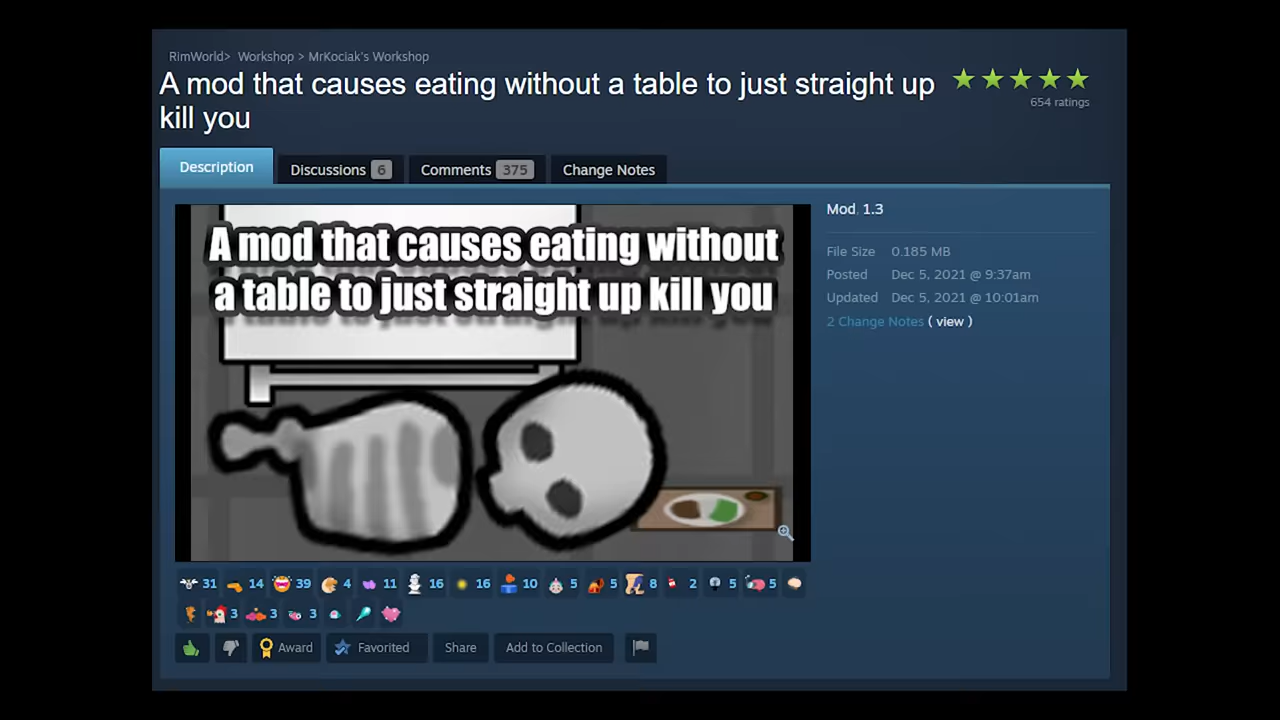 RimWorld> Workshop > MrKociak's Workshop
A mod that causes eating without a table to just straight up
kill you
654 ratings
Description
Discussions 6
Comments 375
Change Notes
A mod that causes eating without
a table to just straight up kill you
Mod 1.3
File Size 0.185 MB
Posted Dec 5, 2021 @ 9:37am
Updated Dec 5, 2021 @ 10:01am
2 Change Notes ( view )
31 14 39 4 11 16 16 10 5 5 8 2 5 5
3 3 3
Award
Favorited
Share
Add to Collection